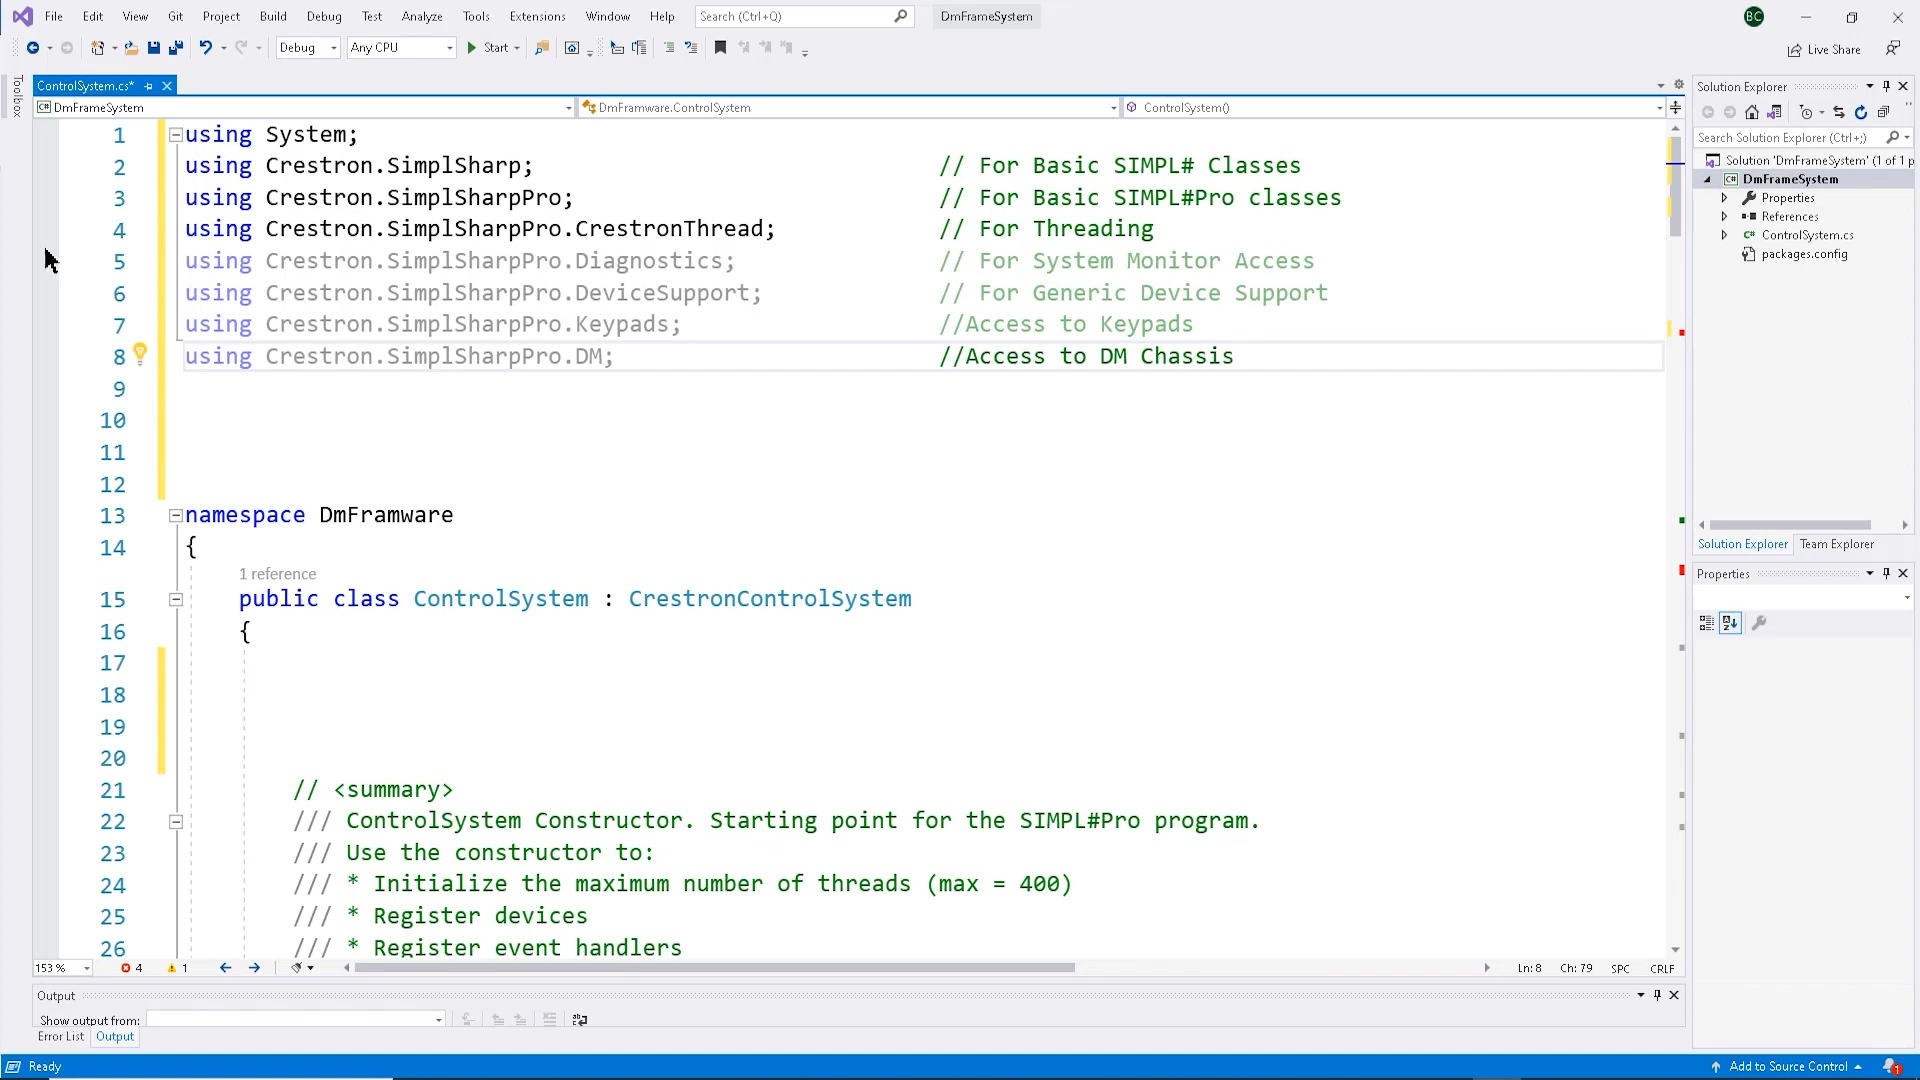 File Edit View Git Project Build Debug Test Analyze Tools Extensions Window Help Search (Ctrl+Q) DmFrameSystem BC
Debug Any CPU Start Live Share
Toolbox
ControlSystem.cs*
DmFrameSystem DmFramware.ControlSystem ControlSystem()
1 using System;
2 using Crestron.SimplSharp; // For Basic SIMPL# Classes
3 using Crestron.SimplSharpPro; // For Basic SIMPL#Pro classes
4 using Crestron.SimplSharpPro.CrestronThread; // For Threading
5 using Crestron.SimplSharpPro.Diagnostics; // For System Monitor Access
6 using Crestron.SimplSharpPro.DeviceSupport; // For Generic Device Support
7 using Crestron.SimplSharpPro.Keypads; //Access to Keypads
8 using Crestron.SimplSharpPro.DM; //Access to DM Chassis
9
10
11
12
13 namespace DmFramware
14 {
1 reference
15 public class ControlSystem : CrestronControlSystem
16 {
17
18
19
20
21 // <summary>
22 /// ControlSystem Constructor. Starting point for the SIMPL#Pro program.
23 /// Use the constructor to:
24 /// * Initialize the maximum number of threads (max = 400)
25 /// * Register devices
26 /// * Register event handlers
153 % 4 1 Ln: 8 Ch: 79 SPC CRLF
Output
Show output from:
Error List Output
Solution Explorer
Search Solution Explorer (Ctrl+;)
Solution 'DmFrameSystem' (1 of 1 p
C# DmFrameSystem
Properties
References
C# ControlSystem.cs
packages.config
Solution Explorer Team Explorer
Properties
Ready Add to Source Control 1